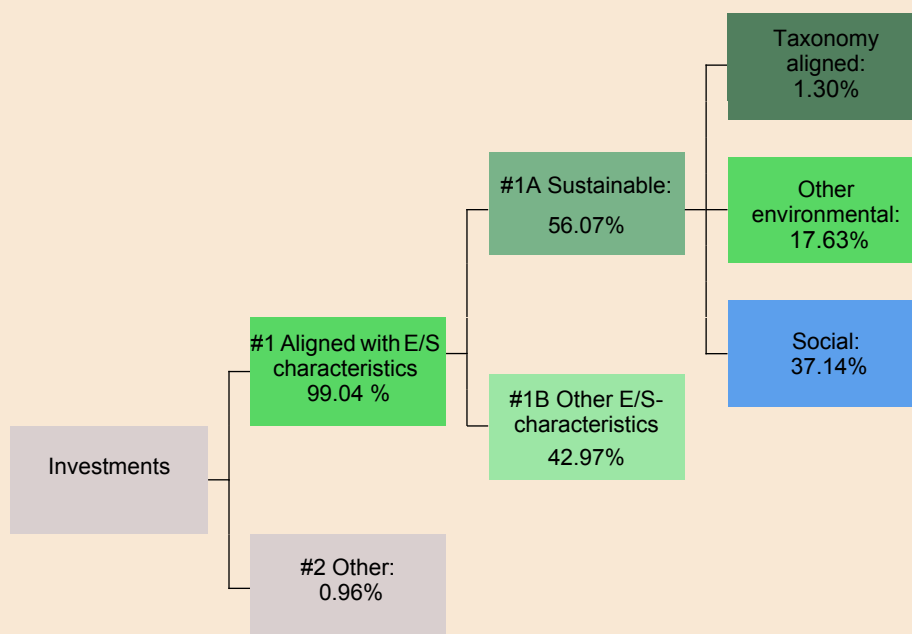 Taxonomy
aligned:
1.30%
#1A Sustainable:
56.07%
Other
environmental:
17.63%
#1 Aligned with E/S
characteristics
99.04 %
Social:
37.14%
#1B Other E/S-
characteristics
42.97%
Investments
#2 Other:
0.96%